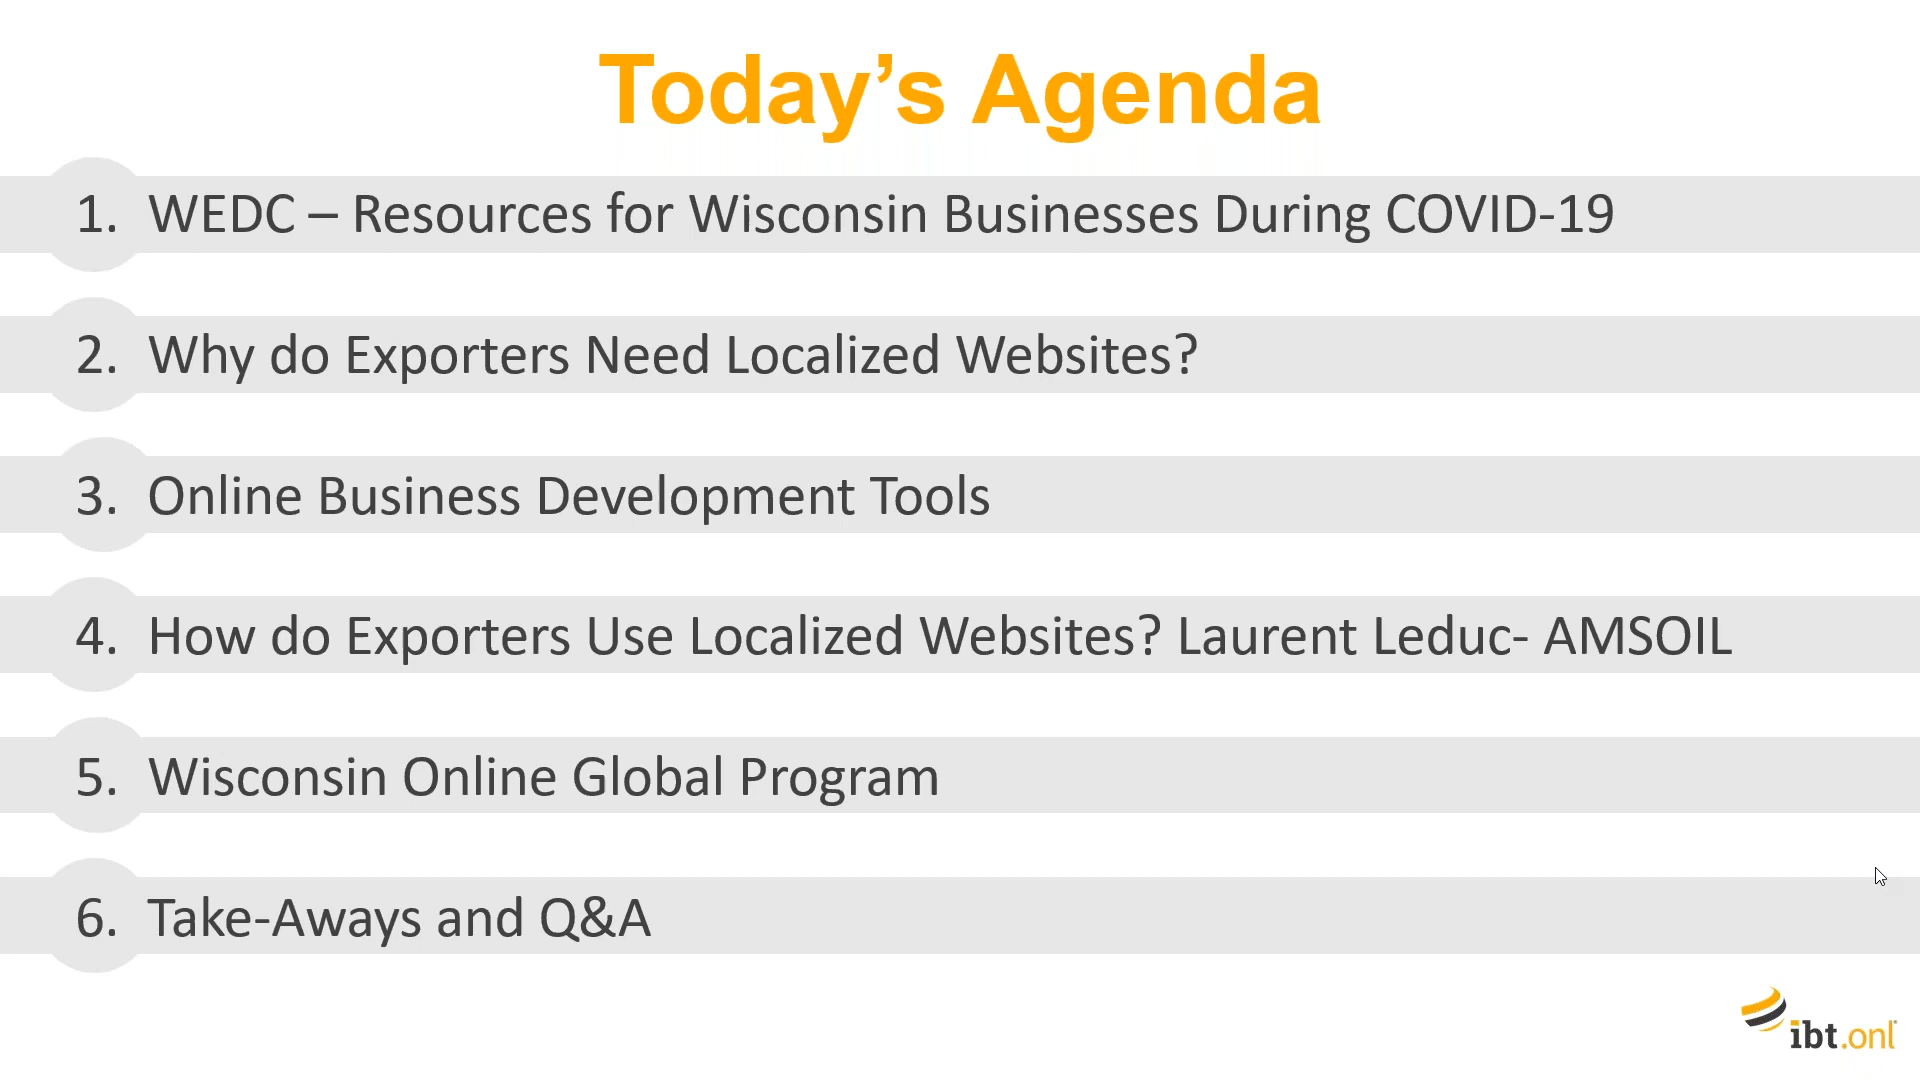 Today’s Agenda
1. WEDC – Resources for Wisconsin Businesses During COVID-19
2. Why do Exporters Need Localized Websites?
3. Online Business Development Tools
4. How do Exporters Use Localized Websites? Laurent Leduc- AMSOIL
5. Wisconsin Online Global Program
6. Take-Aways and Q&A
ibt.onl